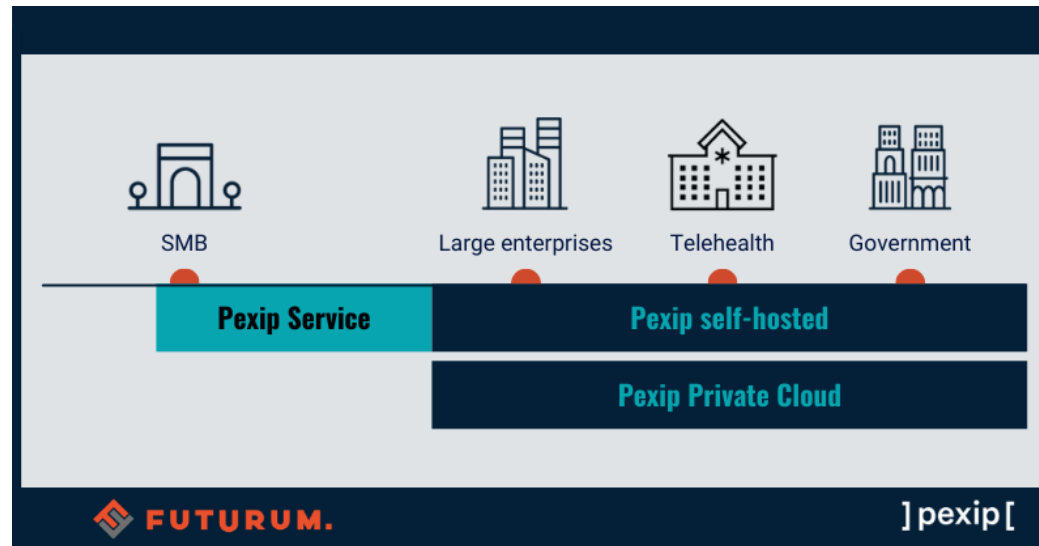 SMB
Large enterprises
Telehealth
Government
Pexip Service
Pexip self-hosted
Pexip Private Cloud
FUTURUM.
]pexip[